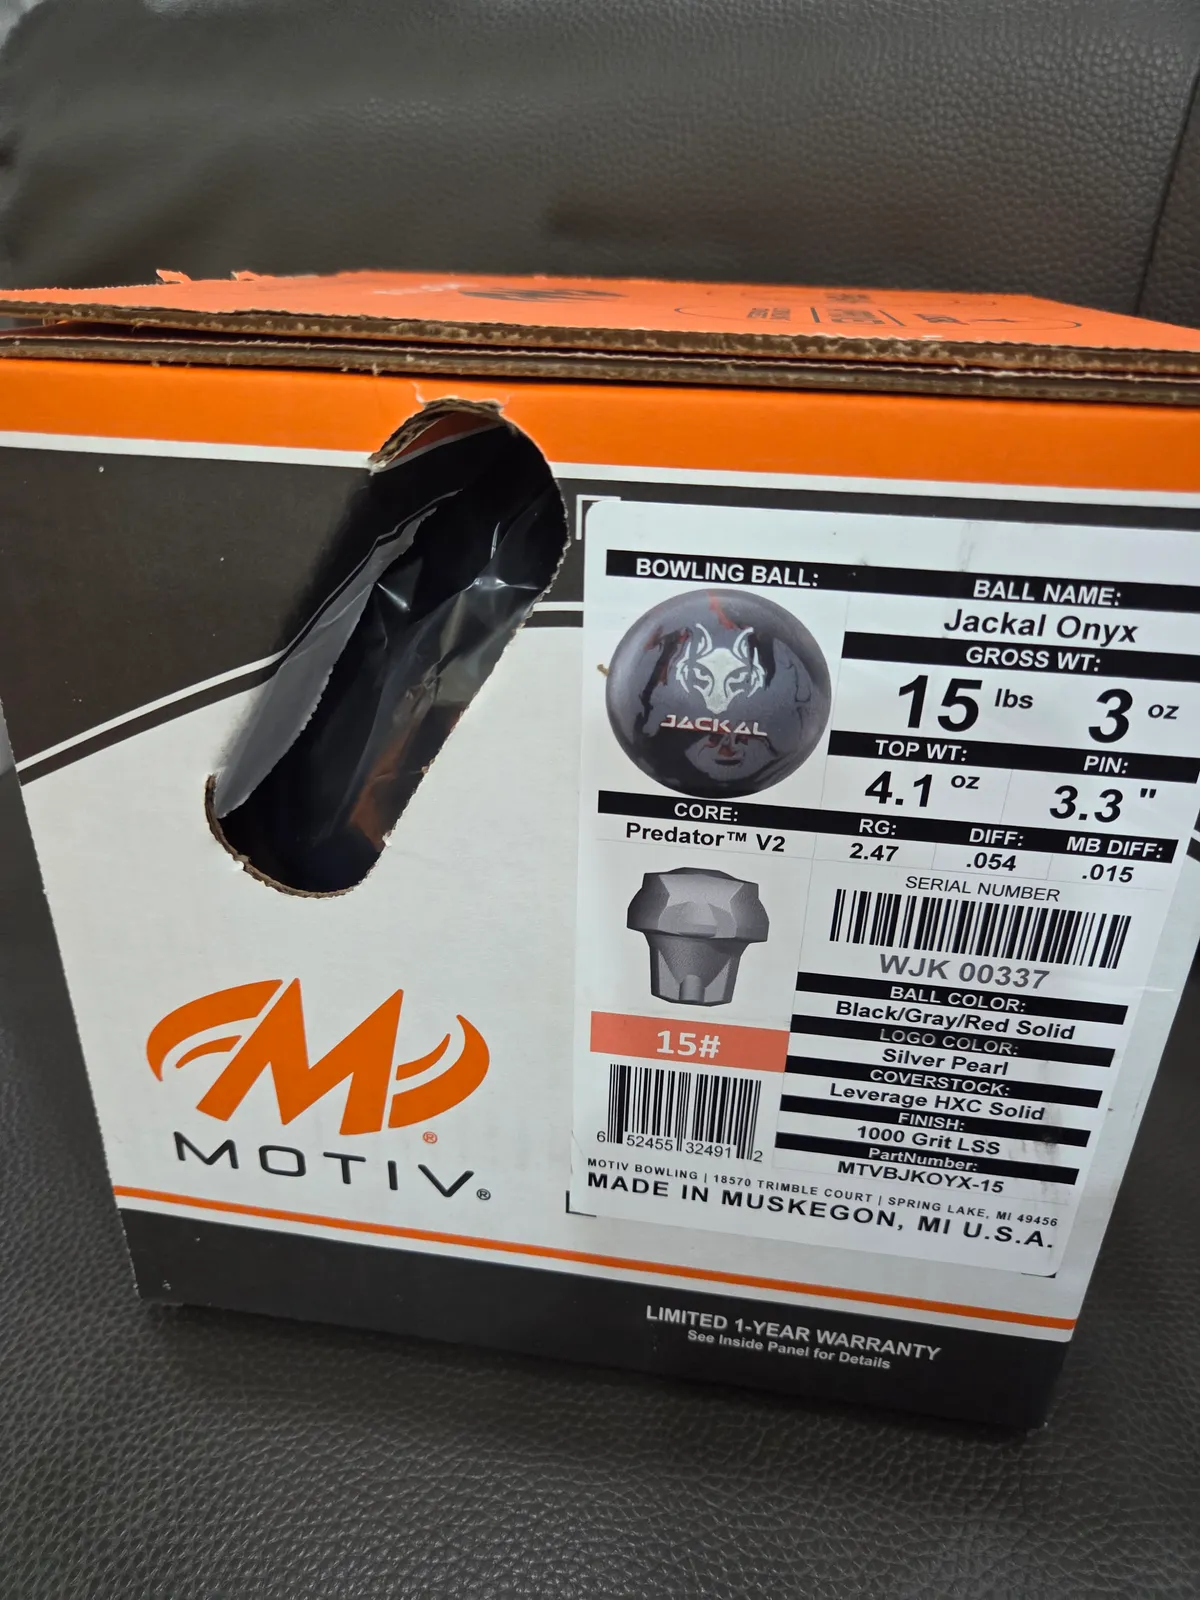 BOWLING BALL:
BALL NAME:
Jackal Onyx
GROSS WT:
15 lbs 3 oz
JACKAL
TOP WT: PIN:
4.1 oz 3.3 "
CORE: RG: DIFF: MB DIFF:
Predator™ V2 2.47 .054 .015
SERIAL NUMBER
WJK 00337
BALL COLOR:
Black/Gray/Red Solid
LOGO COLOR:
Silver Pearl
15#
COVERSTOCK:
Leverage HXC Solid
FINISH:
1000 Grit LSS
PartNumber:
MTVBJKOYX-15
6 52455 32491 2
MOTIV BOWLING | 18570 TRIMBLE COURT | SPRING LAKE, MI 49456
MADE IN MUSKEGON, MI U.S.A.
MOTIV®
LIMITED 1-YEAR WARRANTY
See Inside Panel for Details